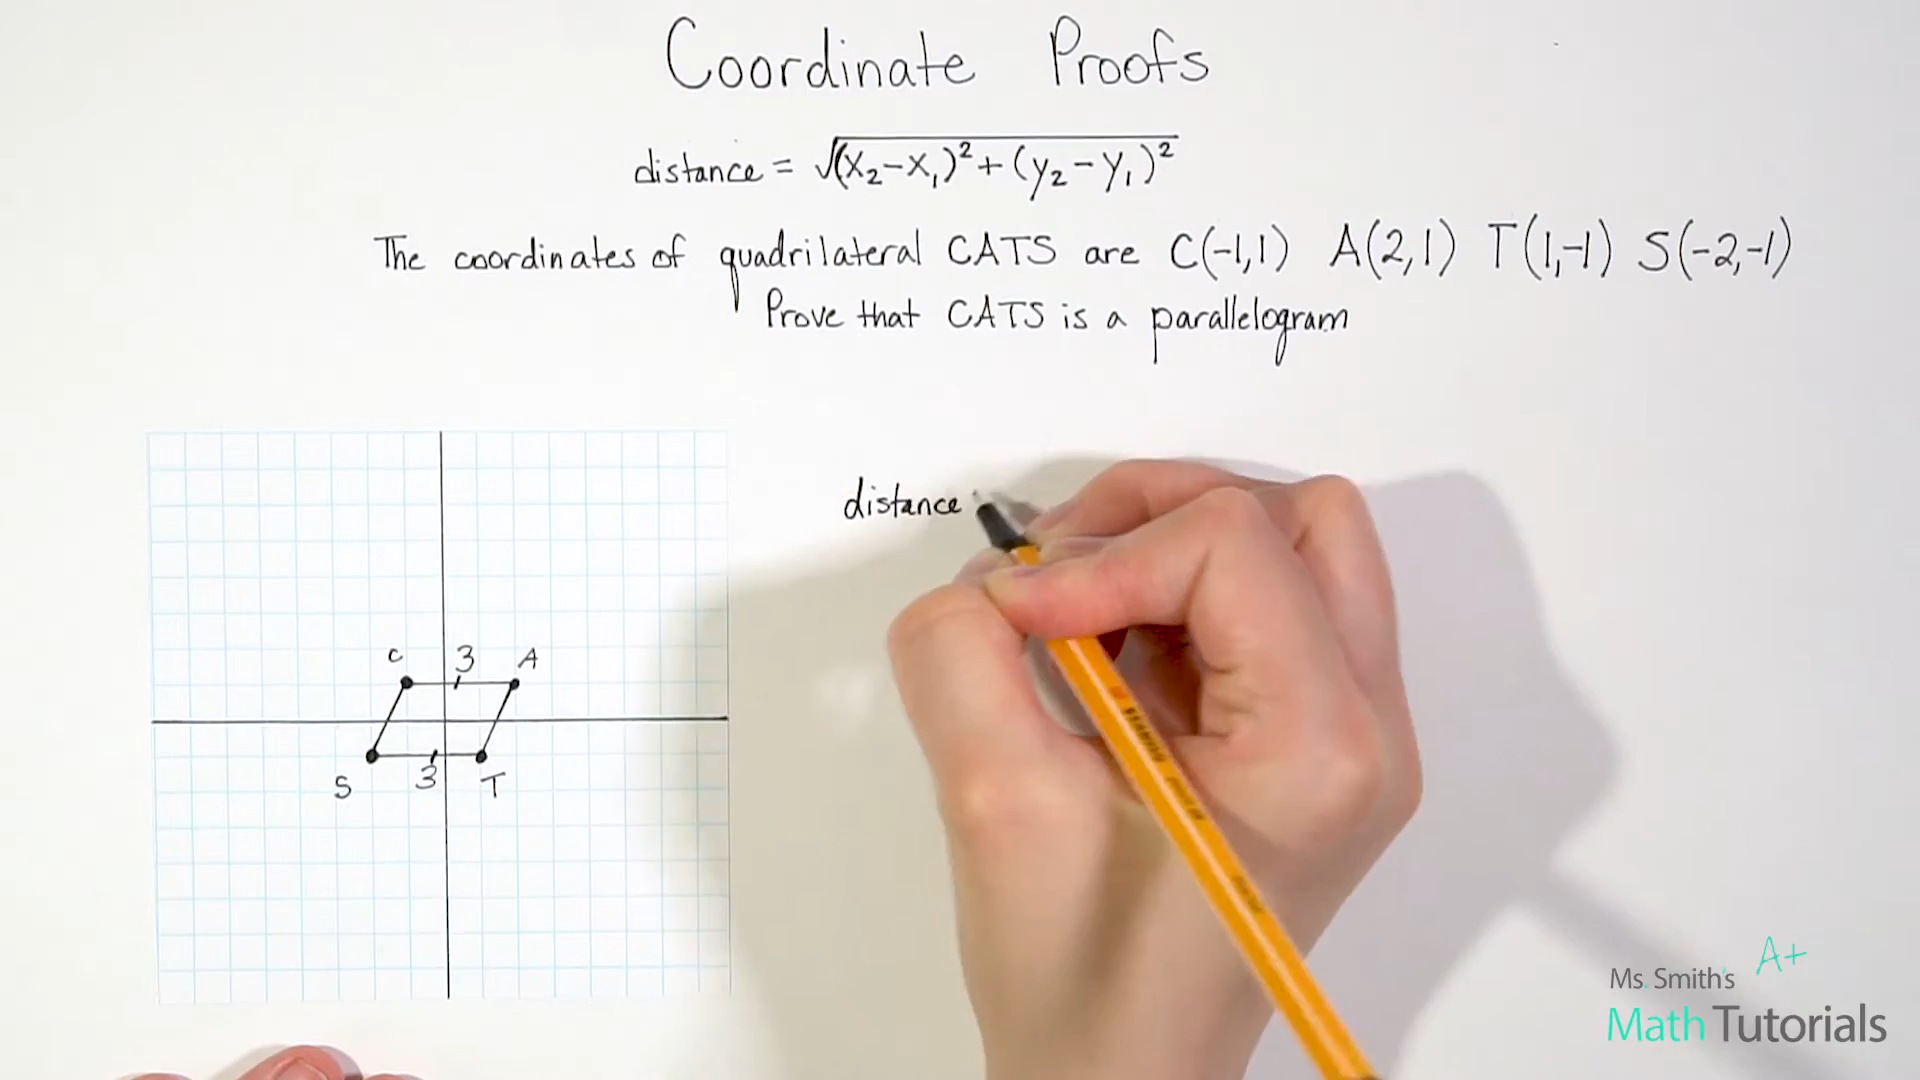 Coordinate Proofs
distance = √(x₂-x₁)²+(y₂-y₁)²
The coordinates of quadrilateral CATS are C(-1,1) A(2,1) T(1,-1) S(-2,-1)
Prove that CATS is a parallelogram
distance
C 3 A
S 3 T
A+
Ms. Smith's
Math Tutorials